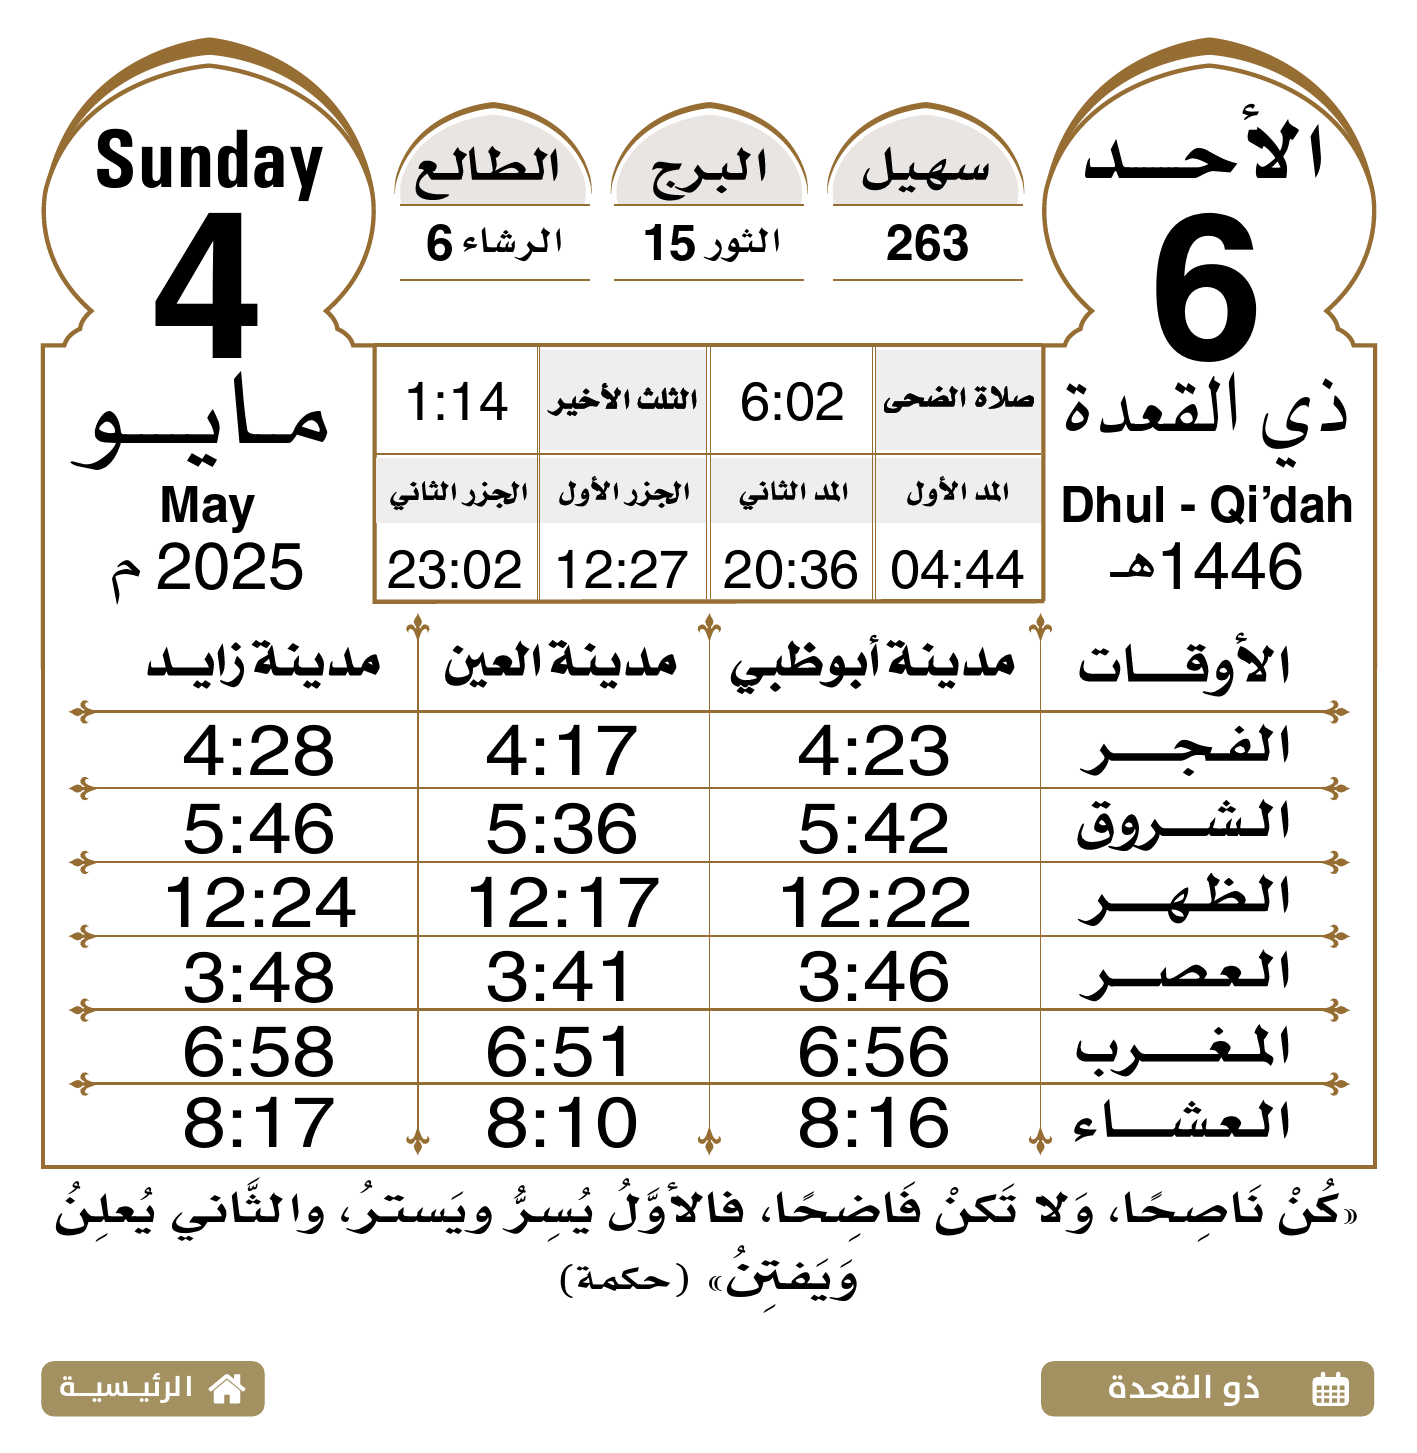 الأحد
6
ذي القعدة
Dhul - Qi’dah
1446هـ
سهيل
263
البرج
الثور 15
الطالع
الرشاء 6
Sunday
4
مايو
May
2025 م
صلاة الضحى 6:02 الثلث الأخير 1:14
المد الأول المد الثاني الجزر الأول الجزر الثاني
04:44 20:36 12:27 23:02
الأوقات مدينة أبوظبي مدينة العين مدينة زايد
الفجر 4:23 4:17 4:28
الشروق 5:42 5:36 5:46
الظهر 12:22 12:17 12:24
العصر 3:46 3:41 3:48
المغرب 6:56 6:51 6:58
العشاء 8:16 8:10 8:17
«كُنْ نَاصِحًا، وَلا تَكنْ فَاضِحًا، فالأوَّلُ يُسِرُّ ويَسترُ، والثَّاني يُعلِنُ
وَيَفتِنُ» (حكمة)
ذو القعدة
الرئيسية